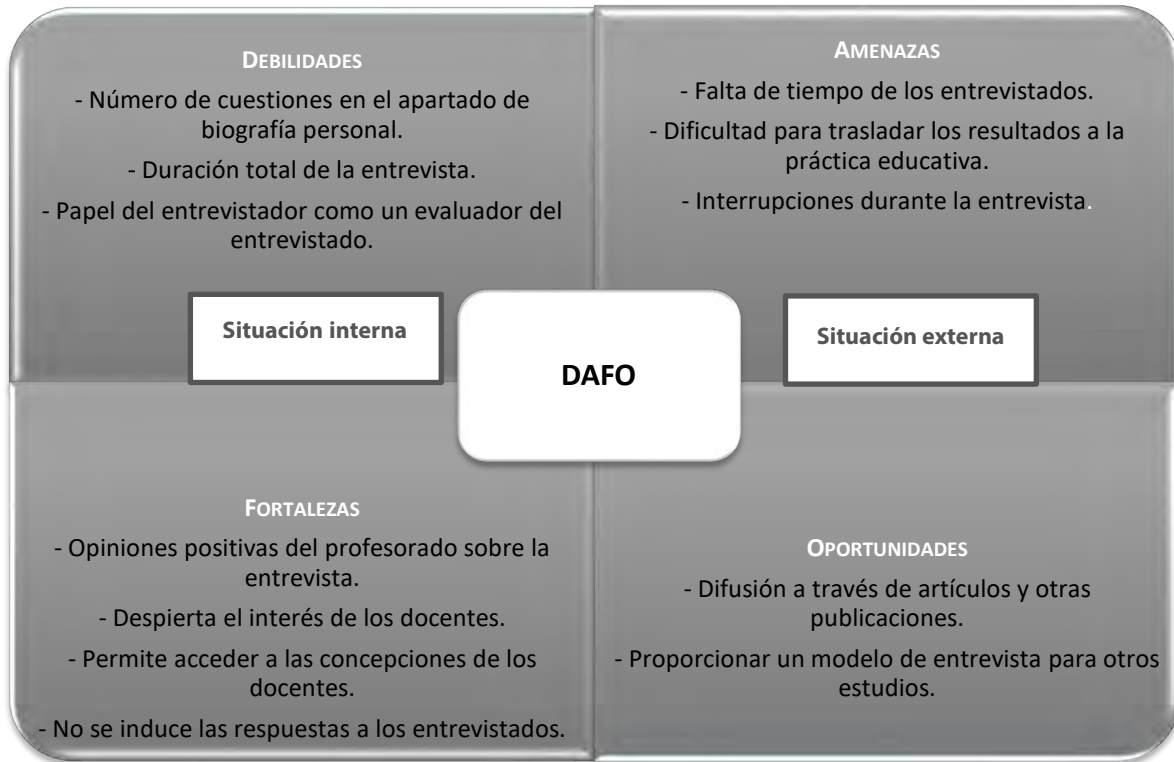 DEBILIDADES
- Número de cuestiones en el apartado de
biografía personal.
- Duración total de la entrevista.
- Papel del entrevistador como un evaluador del
entrevistado.
AMENAZAS
- Falta de tiempo de los entrevistados.
- Dificultad para trasladar los resultados a la
práctica educativa.
- Interrupciones durante la entrevista.
Situación interna
DAFO
Situación externa
FORTALEZAS
- Opiniones positivas del profesorado sobre la
entrevista.
- Despierta el interés de los docentes.
- Permite acceder a las concepciones de los
docentes.
- No se induce las respuestas a los entrevistados.
OPORTUNIDADES
- Difusión a través de artículos y otras
publicaciones.
- Proporcionar un modelo de entrevista para otros
estudios.